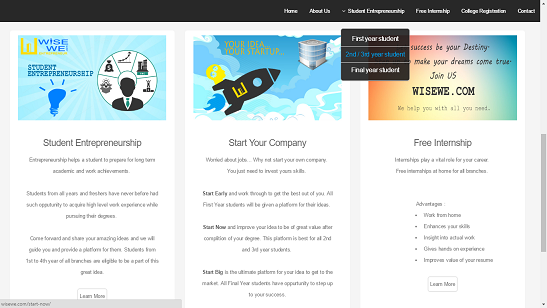 Home About Us Student Entrepreneurship Free Internship College Registration Contact
First year student
2nd / 3rd year student
Final year student
WISE
WE
STUDENT
ENTREPRENEURSHIP
YOUR IDEA
YOUR STARTUP...
success be your Destiny.
make your dreams come true.
Join US
WISEWE.COM
We help you with all you need.
Student Entrepreneurship
Entrepreneurship helps a student to prepare for long term
academic and work achievements.
Students from all years and freshers have never before had
such oppurtunity to acquire high level work experience while
pursuing their degrees.
Come forward and share your amazing ideas and we will
guide you and provide a platform for them. Students from
1st to 4th year of all branches are eligible to be a part of this
great idea.
Learn More
Start Your Company
Worried about jobs... Why not start your own company.
You just need to invest yours skills
Start Early and work through to get the best out of you. All
First Year students will be given a platform for their ideas.
Start Now and improve your idea to be of great value after
complition of your degree. This platform is best for all 2nd
and 3rd year students.
Start Big is the ultimate platform for your idea to get to the
market. All Final Year students have oppurtunity to step up
to your success.
Free Internship
Internships play a vital role for your career.
Free internships at home for all branches.
Advantages :
Work from home
Enhances your skills
Insight into actual work
Gives hands on experience
Improves value of your resume
Learn More
wisewe.com/start-now/